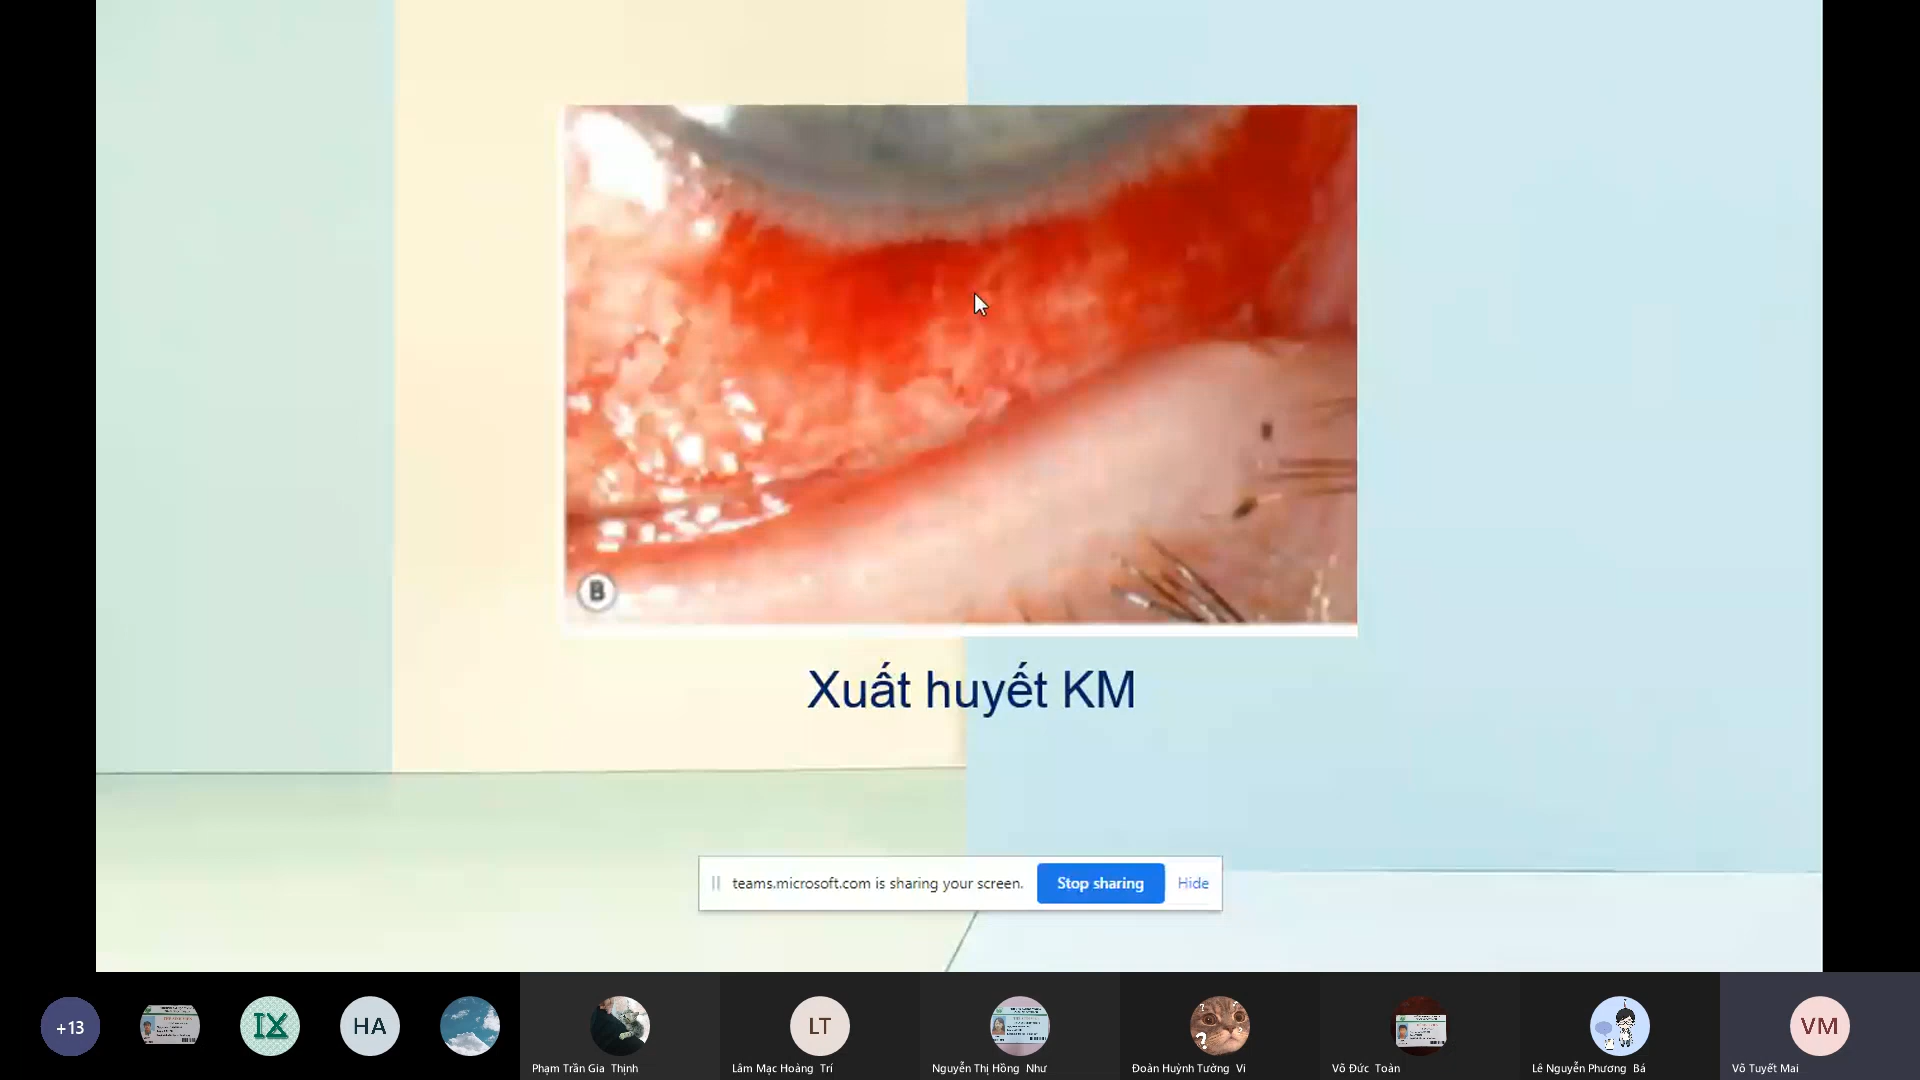 B
Xuất huyết KM
teams.microsoft.com is sharing your screen.
Stop sharing
Hide
+13
IX
HA
LT
VM
Phạm Trần Gia Thịnh
Lâm Mạc Hoàng Trí
Nguyễn Thị Hồng Như
Đoàn Huỳnh Tường Vi
Võ Đức Toàn
Lê Nguyễn Phương Bá
Võ Tuyết Mai